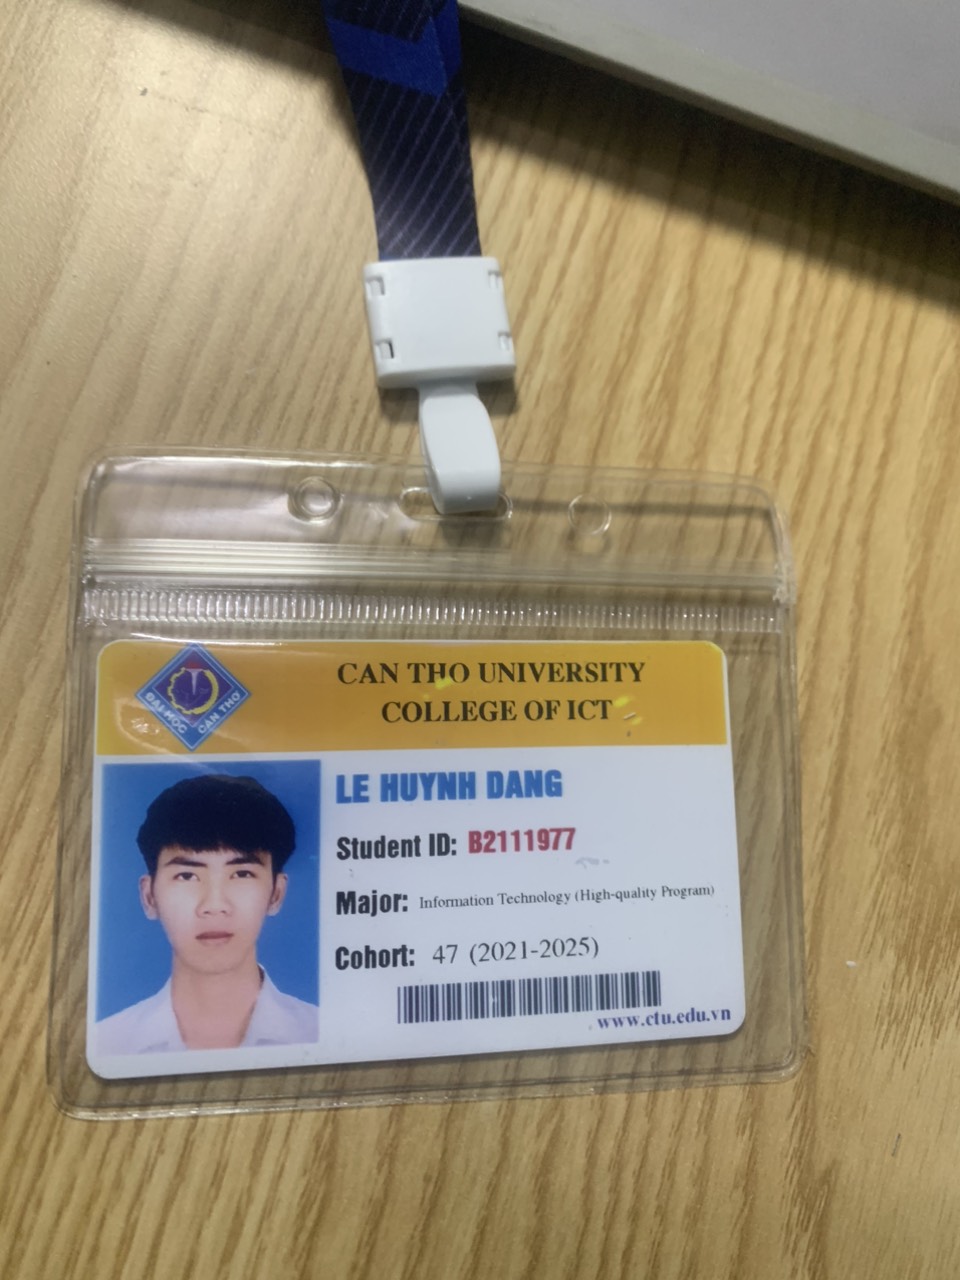 ĐẠI HỌC CẦN THƠ
CAN THO UNIVERSITY
COLLEGE OF ICT
LE HUYNH DANG
Student ID: B2111977
Major: Information Technology (High-quality Program)
Cohort: 47 (2021-2025)
www.ctu.edu.vn